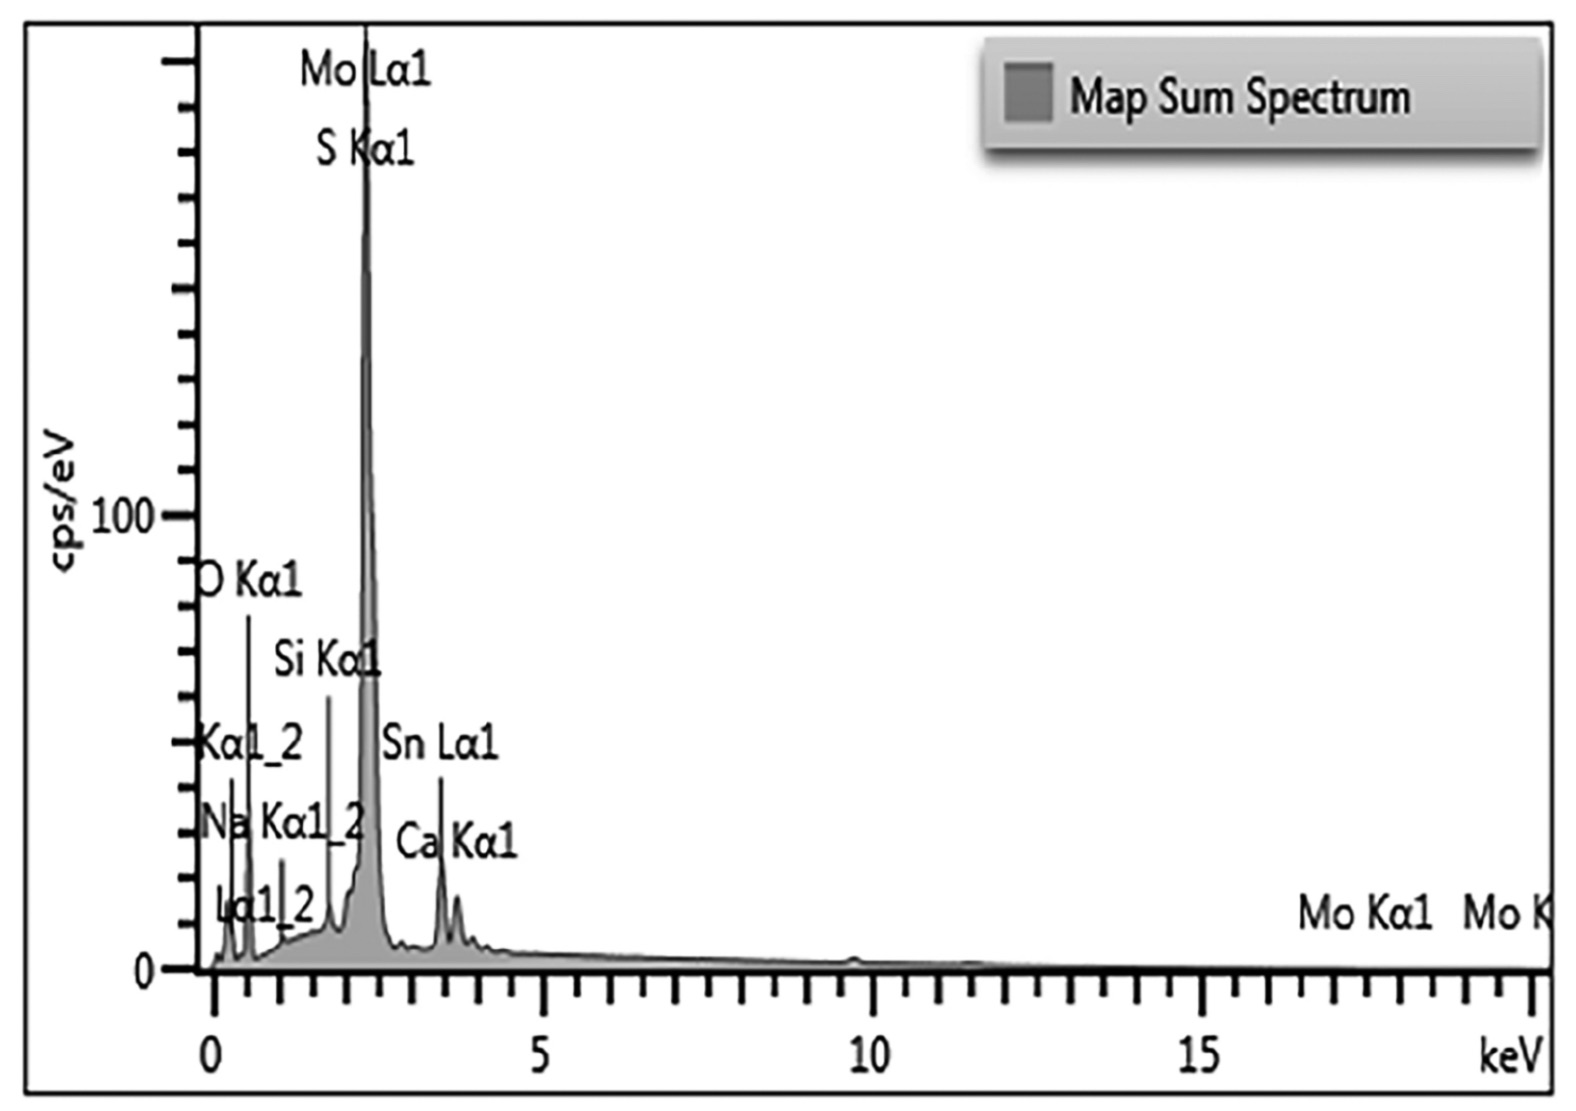 Mo Lα1
Map Sum Spectrum
S Kα1
cps/eV
100
O Kα1
Si Kα1
Kα1_2
Sn Lα1
Na Kα1_2
Ca Kα1
Lα1_2
Mo Kα1
Mo K
0
0
5
10
15
keV